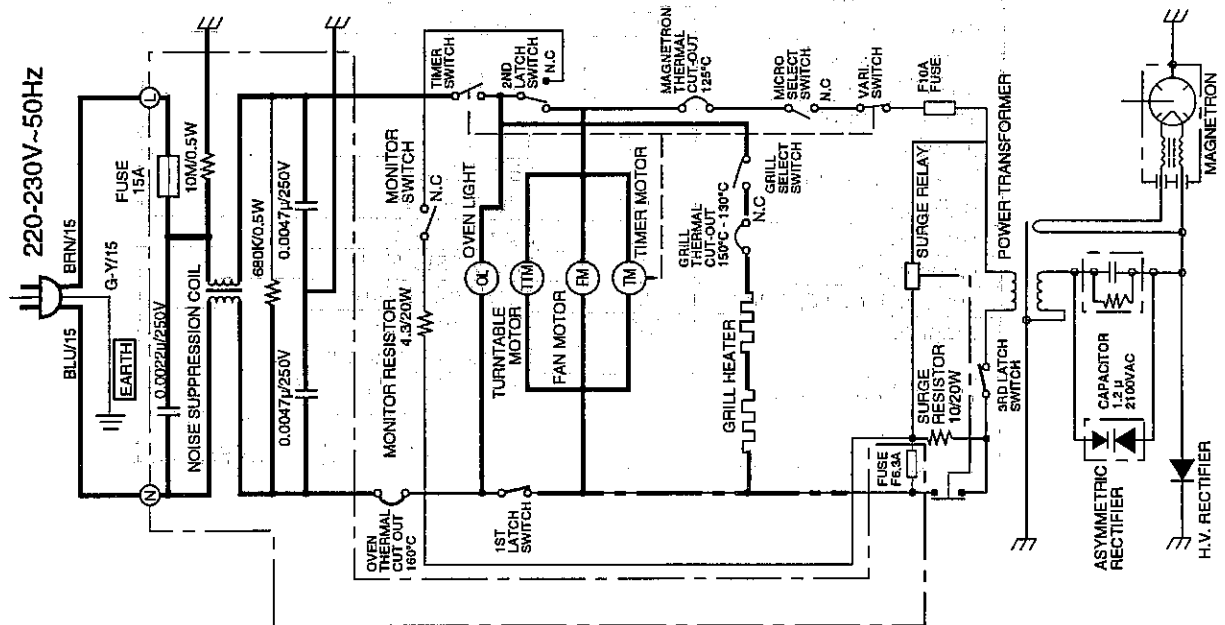 220-230V~50Hz
BLU/15
BRN/15
G-Y/15
EARTH
N
L
FUSE
15A
0.0022μ/250V
10M/0.5W
NOISE SUPPRESSION COIL
680K/0.5W
0.0047μ/250V
0.0047μ/250V
OVEN
THERMAL
CUT OUT
160°C
MONITOR RESISTOR
4.3/20W
MONITOR
SWITCH
N.C
TIMER
SWITCH
2ND
LATCH
SWITCH
N.C
1ST
LATCH
SWITCH
OL
OVEN LIGHT
TTM
TURNTABLE
MOTOR
FM
FAN MOTOR
TM
TIMER MOTOR
MAGNETRON
THERMAL
CUT-OUT
125°C
GRILL HEATER
GRILL
THERMAL
CUT-OUT
150°C - 130°C
N.C
GRILL
SELECT
SWITCH
MICRO
SELECT
SWITCH
N.C
VARI.
SWITCH
F10A
FUSE
FUSE
F6.3A
SURGE
RESISTOR
10/20W
SURGE RELAY
3RD LATCH
SWITCH
POWER TRANSFORMER
ASYMMETRIC
RECTIFIER
CAPACITOR
1.2 μ
2100VAC
H.V. RECTIFIER
MAGNETRON